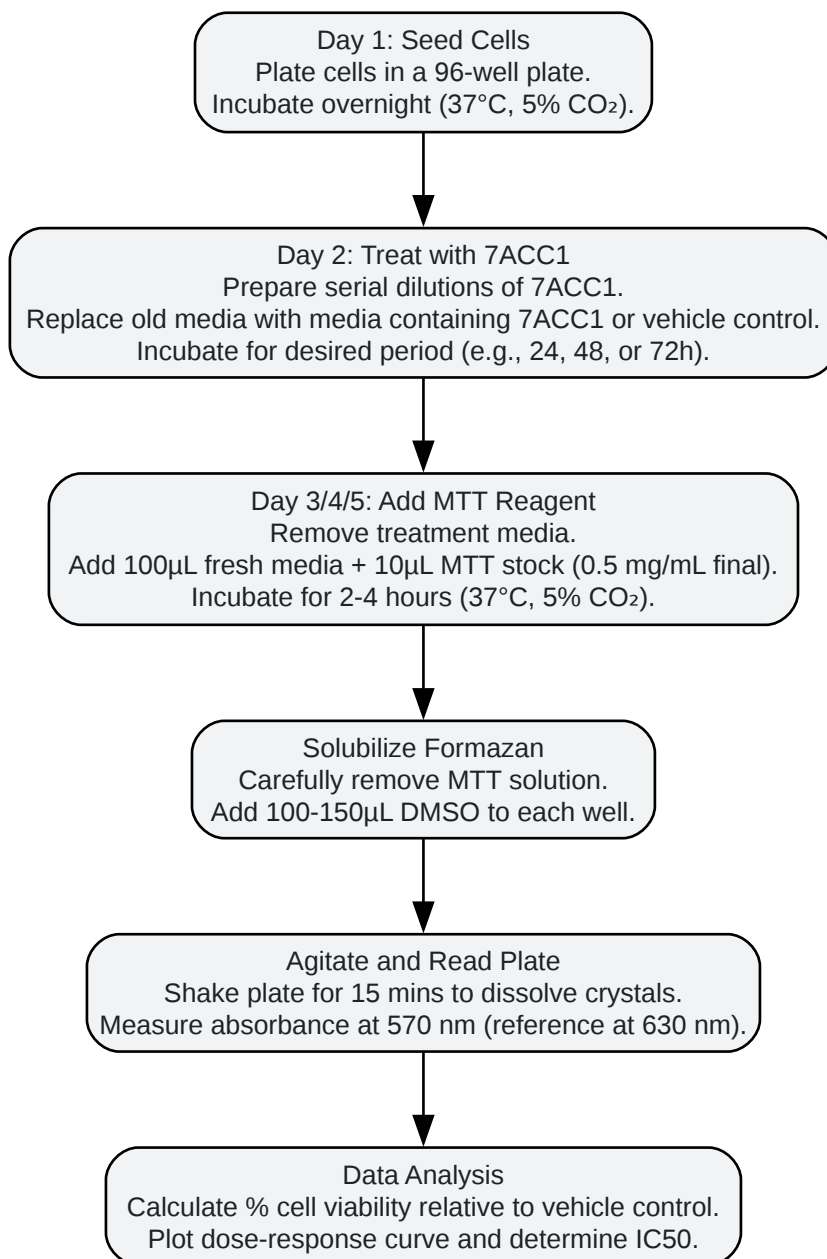 Day 1: Seed Cells
Plate cells in a 96-well plate.
Incubate overnight (37°C, 5% CO₂).
Day 2: Treat with 7ACC1
Prepare serial dilutions of 7ACC1.
Replace old media with media containing 7ACC1 or vehicle control.
Incubate for desired period (e.g., 24, 48, or 72h).
Day 3/4/5: Add MTT Reagent
Remove treatment media.
Add 100µL fresh media + 10µL MTT stock (0.5 mg/mL final).
Incubate for 2-4 hours (37°C, 5% CO₂).
Solubilize Formazan
Carefully remove MTT solution.
Add 100-150µL DMSO to each well.
Agitate and Read Plate
Shake plate for 15 mins to dissolve crystals.
Measure absorbance at 570 nm (reference at 630 nm).
Data Analysis
Calculate % cell viability relative to vehicle control.
Plot dose-response curve and determine IC50.